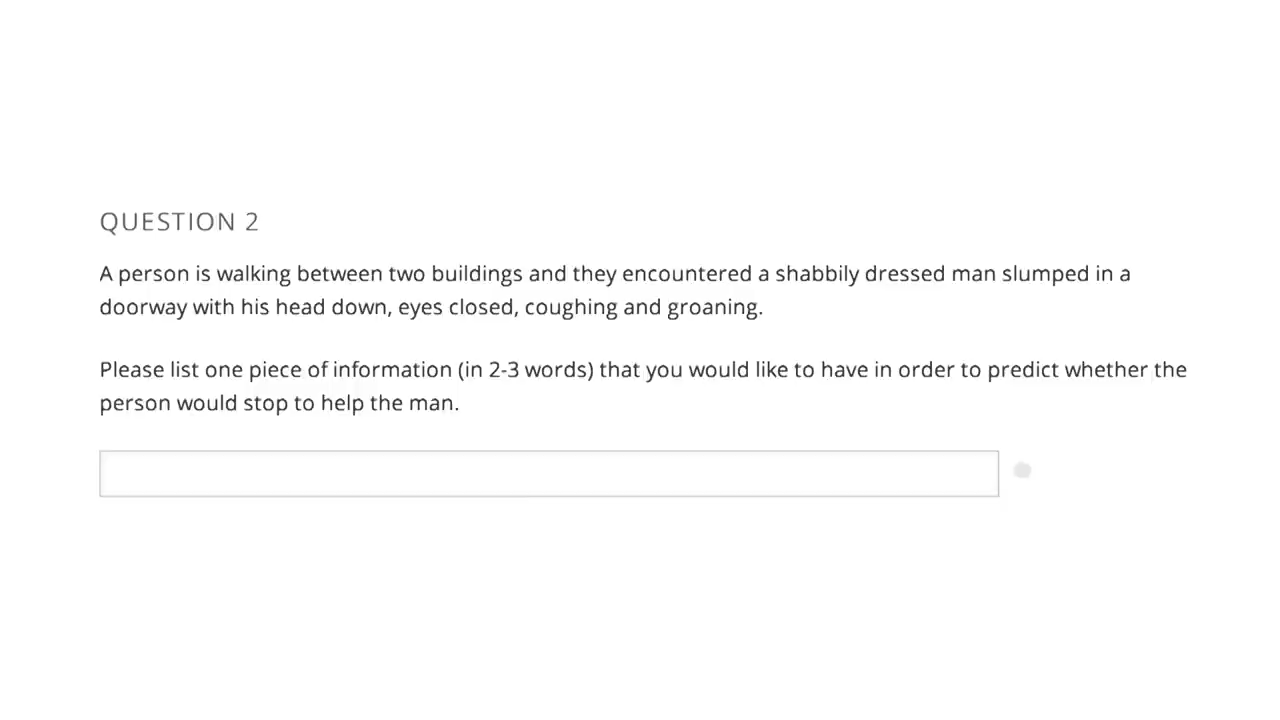 QUESTION 2
A person is walking between two buildings and they encountered a shabbily dressed man slumped in a
doorway with his head down, eyes closed, coughing and groaning.
Please list one piece of information (in 2-3 words) that you would like to have in order to predict whether the
person would stop to help the man.